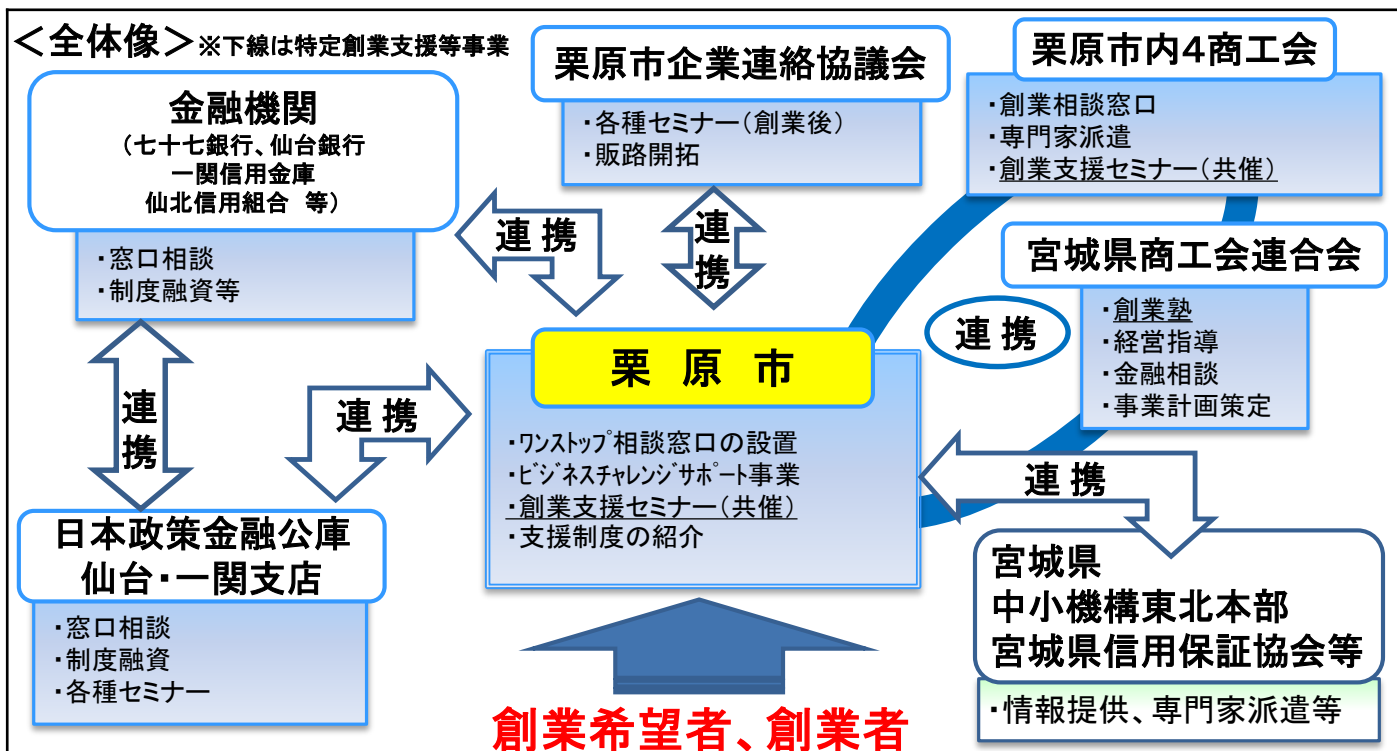 ＜全体像＞※下線は特定創業支援等事業
金融機関
(七十七銀行、仙台銀行
一関信用金庫
仙北信用組合　等)
・窓口相談
・制度融資等
栗原市企業連絡協議会
・各種セミナー(創業後)
・販路開拓
栗原市内4商工会
・創業相談窓口
・専門家派遣
・創業支援セミナー(共催)
宮城県商工会連合会
・創業塾
・経営指導
・金融相談
・事業計画策定
連携
連
携
連携
連
携
連携
連携
栗原市
・ﾜﾝｽﾄｯﾌﾟ相談窓口の設置
・ﾋﾞｼﾞﾈｽﾁｬﾚﾝｼﾞｻﾎﾟｰﾄ事業
・創業支援セミナー(共催)
・支援制度の紹介
日本政策金融公庫
仙台・一関支店
・窓口相談
・制度融資
・各種セミナー
宮城県
中小機構東北本部
宮城県信用保証協会等
・情報提供、専門家派遣等
創業希望者、創業者